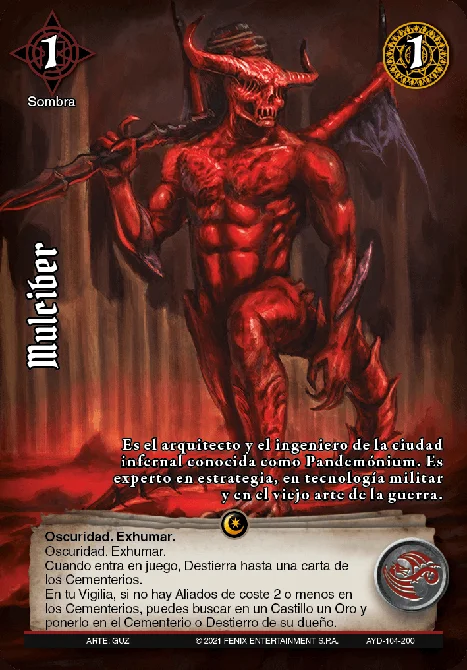 1
1
Sombra
Mulciber
Es el arquitecto y el ingeniero de la ciudad
infernal conocida como Pandemónium. Es
experto en estrategia, en tecnología militar
y en el viejo arte de la guerra.
Oscuridad. Exhumar.
Oscuridad. Exhumar.
Cuando entra en juego, Destierra hasta una carta de
los Cementerios.
En tu Vigilia, si no hay Aliados de coste 2 o menos en
los Cementerios, puedes buscar en un Castillo un Oro y
ponerlo en el Cementerio o Destierro de su dueño.
ARTE: GUZ © 2021 FENIX ENTERTAINMENT S.P.A. AYD-104-200